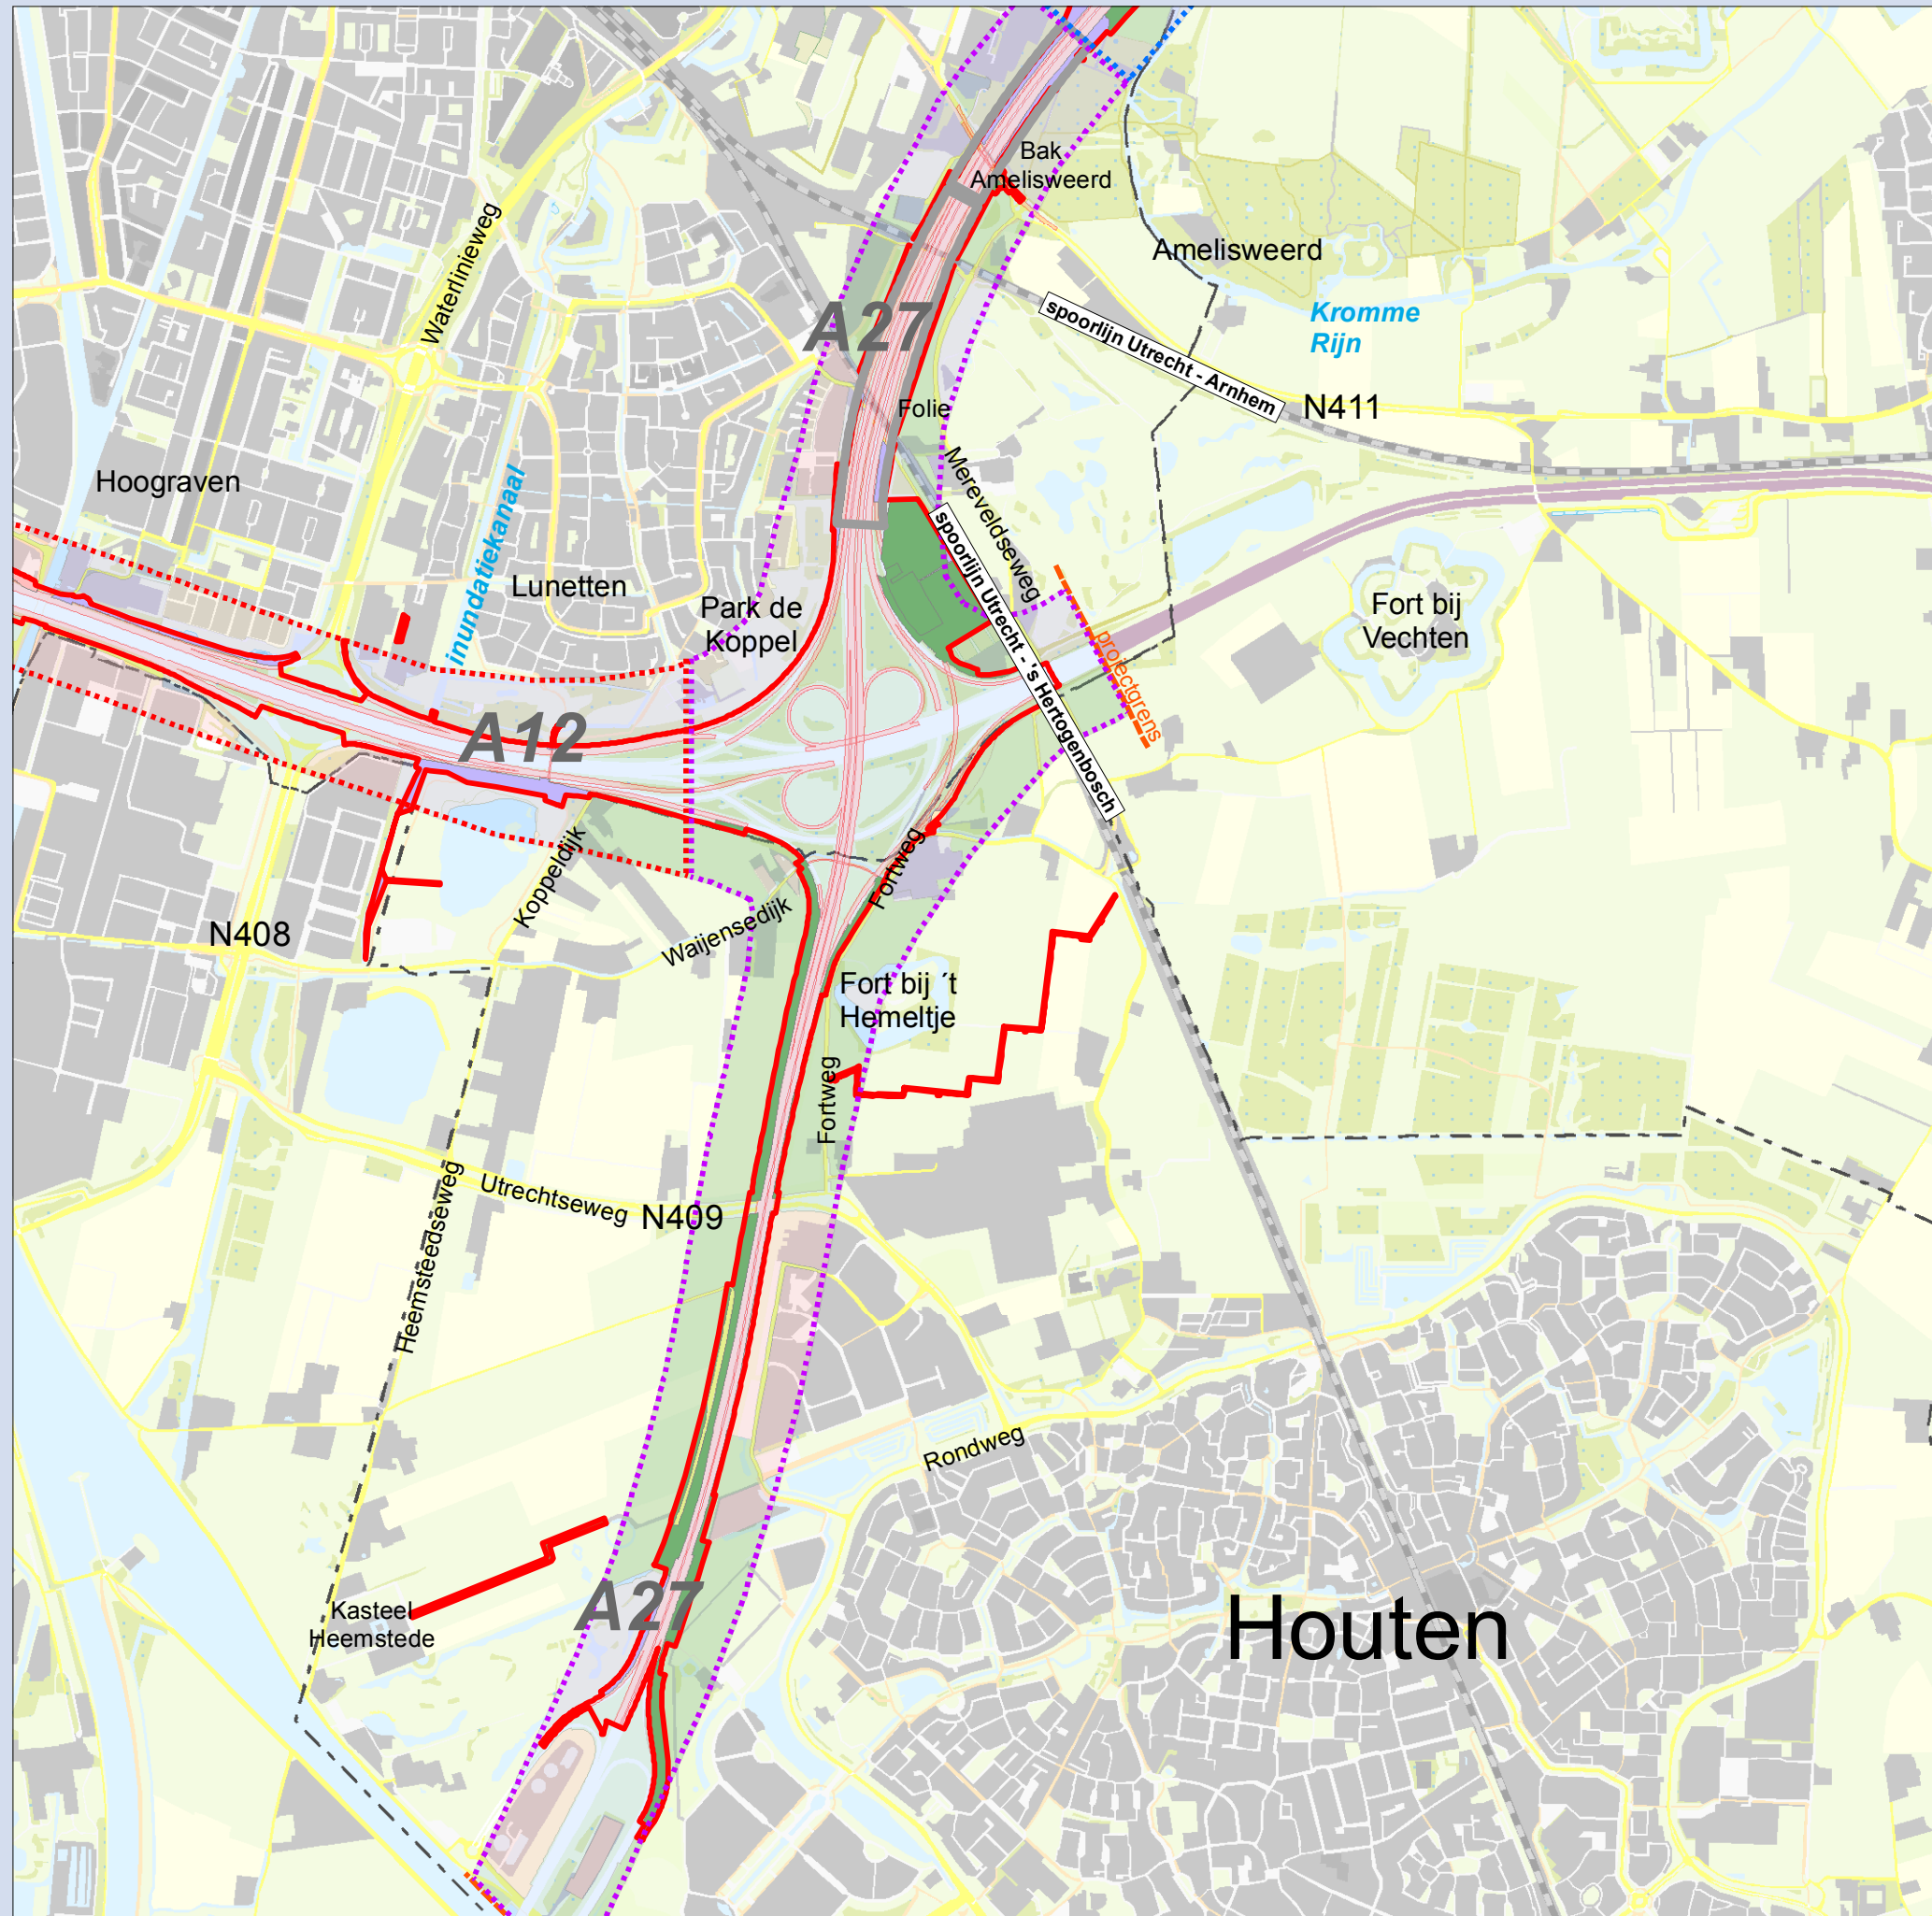 Bak
Amelisweerd
Amelisweerd
Waterlinieweg
A27
spoorlijn Utrecht - Arnhem
Kromme
Rijn
N411
Folie
Hoograven
Mereveldseweg
inundatiekanaal
Lunetten
Park de
Koppel
spoorlijn Utrecht - 's Hertogenbosch
Fort bij
Vechten
projectgrens
A12
Koppeldijk
Fortweg
N408
Waijensedijk
Fort bij ´t
Hemeltje
Fortweg
Heemsteedseweg
Utrechtseweg
N409
Rondweg
Kasteel
Heemstede
A27
Houten